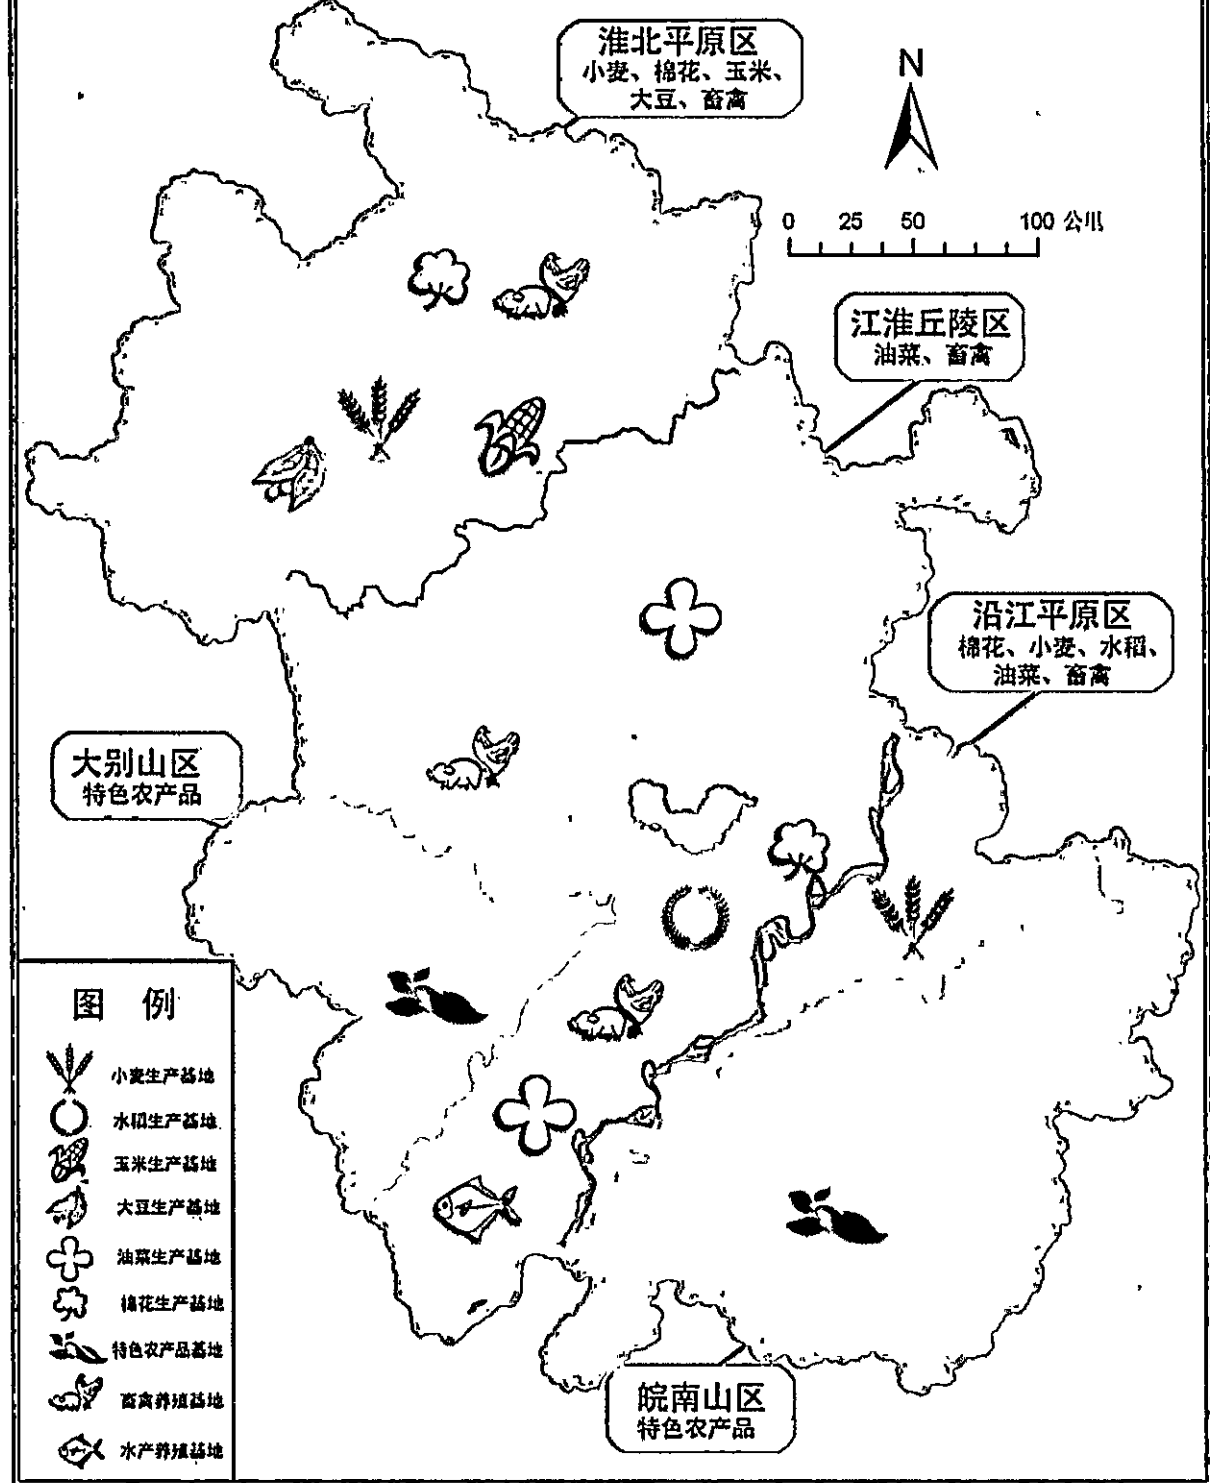 淮北平原区
小麦、棉花、玉米、
大豆、畜禽
N
0 25 50 100 公里
江淮丘陵区
油菜、畜禽
沿江平原区
棉花、小麦、水稻、
油菜、畜禽
大别山区
特色农产品
图 例
小麦生产基地
水稻生产基地
玉米生产基地
大豆生产基地
油菜生产基地
棉花生产基地
特色农产品基地
畜禽养殖基地
水产养殖基地
皖南山区
特色农产品